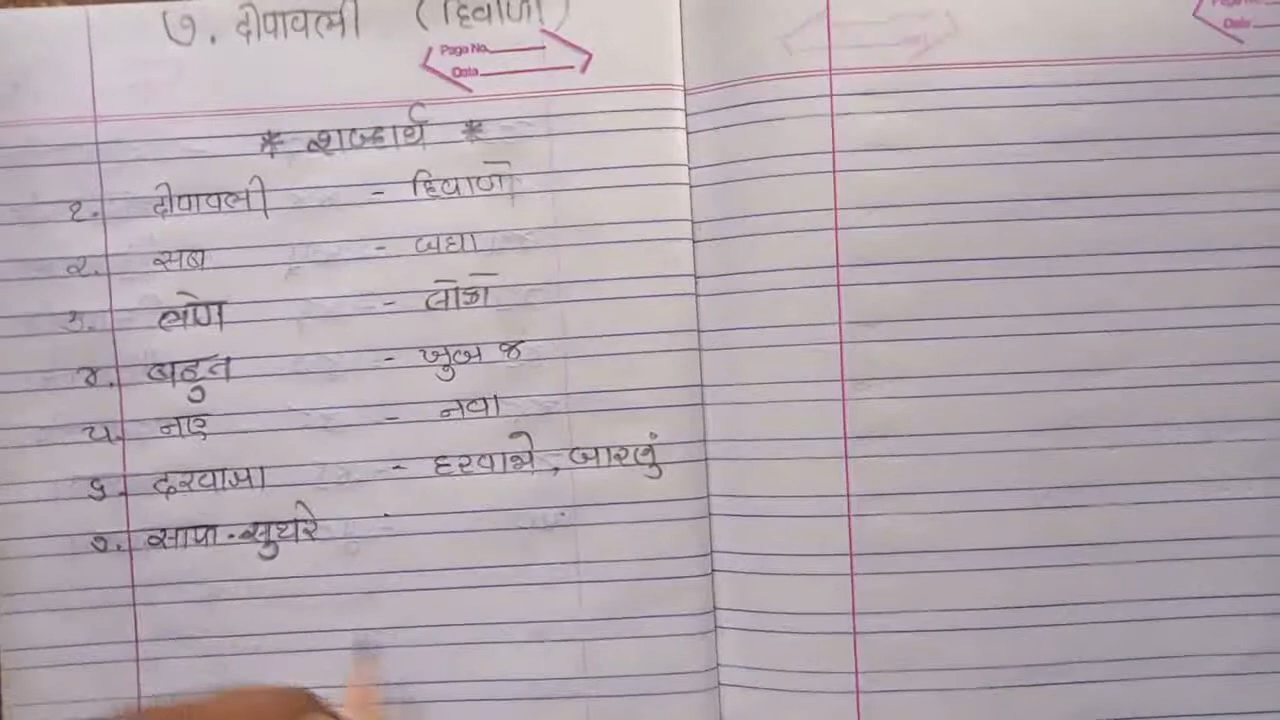 ७. दीपावली (દિવાળી)
Page No.
Date
* शब्दार्थ *
१. दीपावली - દિવાળી
२. सब - બધા
३. लोग - લોકો
४. बहुत - ખુબ જ
५. नए - નવા
६. दरवाजा - દરવાજો, બારણું
७. साफ-सुथरे
Date